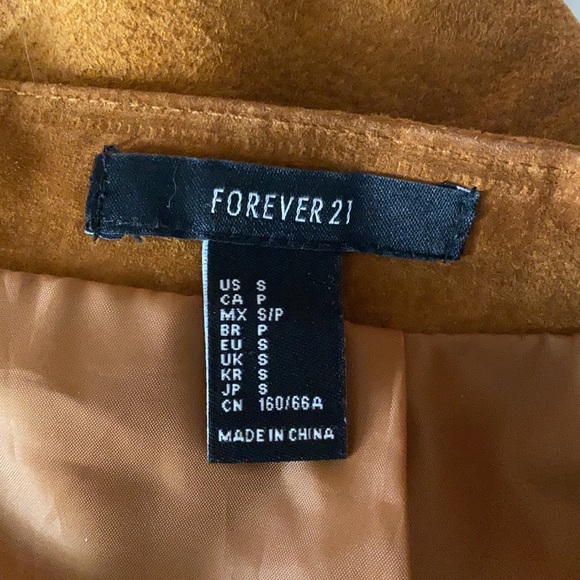 FOREVER 21
US S
CA P
MX S/P
BR P
EU S
UK S
KR S
JP S
CN 160/66A
MADE IN CHINA